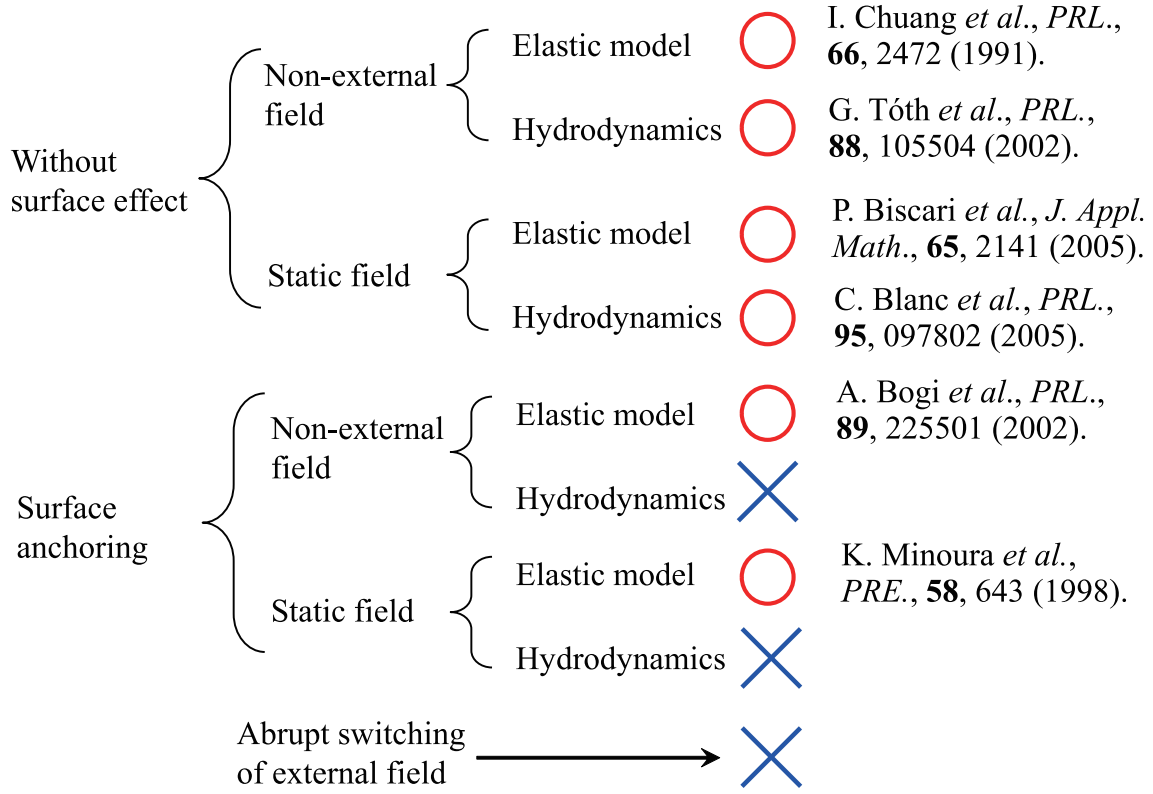 Without
surface effect
Non-external
field
Elastic model
I. Chuang et al., PRL.,
66, 2472 (1991).
Hydrodynamics
G. Tóth et al., PRL.,
88, 105504 (2002).
Static field
Elastic model
P. Biscari et al., J. Appl.
Math., 65, 2141 (2005).
Hydrodynamics
C. Blanc et al., PRL.,
95, 097802 (2005).
Surface
anchoring
Non-external
field
Elastic model
A. Bogi et al., PRL.,
89, 225501 (2002).
Hydrodynamics
Static field
Elastic model
K. Minoura et al.,
PRE., 58, 643 (1998).
Hydrodynamics
Abrupt switching
of external field